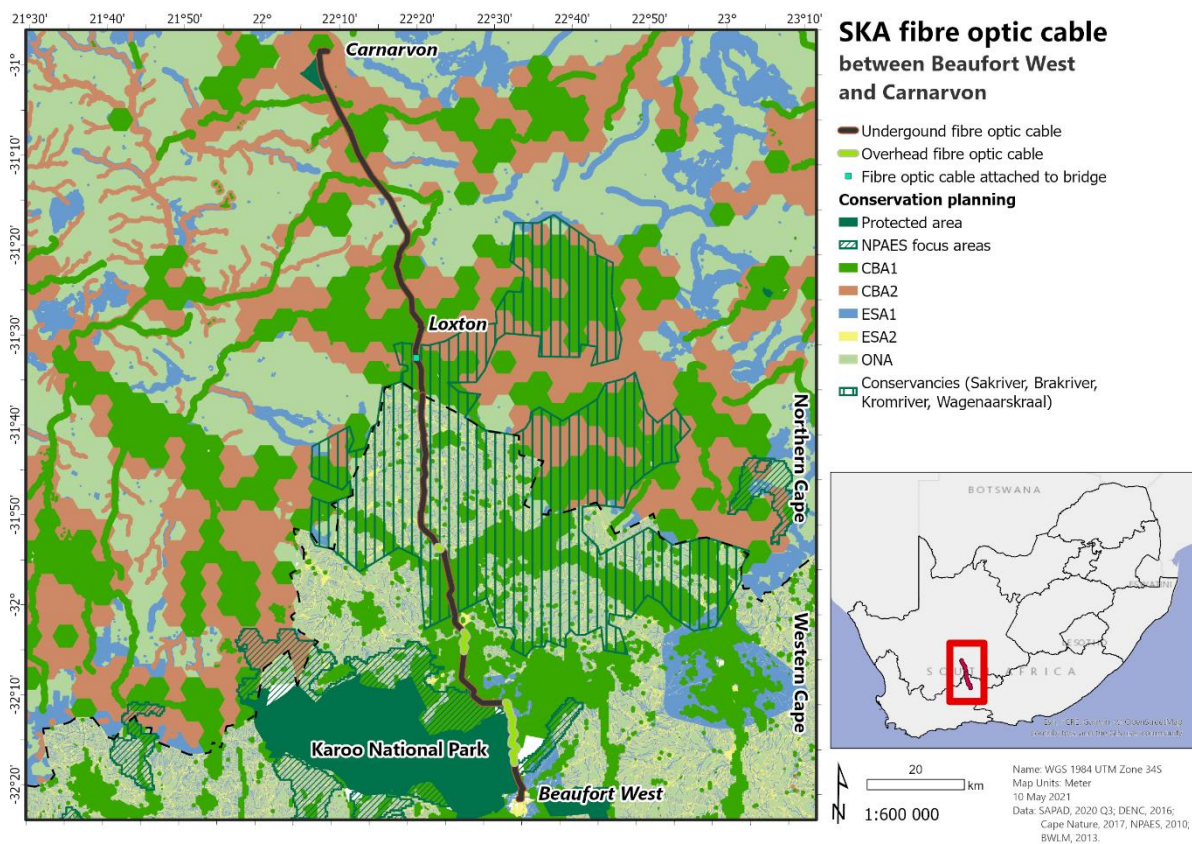 21°30' 21°40' 21°50' 22° 22°10' 22°20' 22°30' 22°40' 22°50' 23° 23°10'
-31°
-31°10'
-31°20'
-31°30'
-31°40'
-31°50'
-32°
-32°10'
-32°20'
Carnarvon
Loxton
Karoo National Park
Beaufort West
Northern Cape
Western Cape
SKA fibre optic cable
between Beaufort West
and Carnarvon
Undergound fibre optic cable
Overhead fibre optic cable
Fibre optic cable attached to bridge
Conservation planning
Protected area
NPAES focus areas
CBA1
CBA2
ESA1
ESA2
ONA
Conservancies (Sakriver, Brakriver,
Kromriver, Wagenaarskraal)
BOTSWANA
ESWATINI
LESOTHO
SOUTH AFRICA
N
20
km
1:600 000
Name: WGS 1984 UTM Zone 34S
Map Units: Meter
10 May 2021
Data: SAPAD, 2020 Q3; DENC, 2016;
Cape Nature, 2017, NPAES, 2010;
BWLM, 2013.